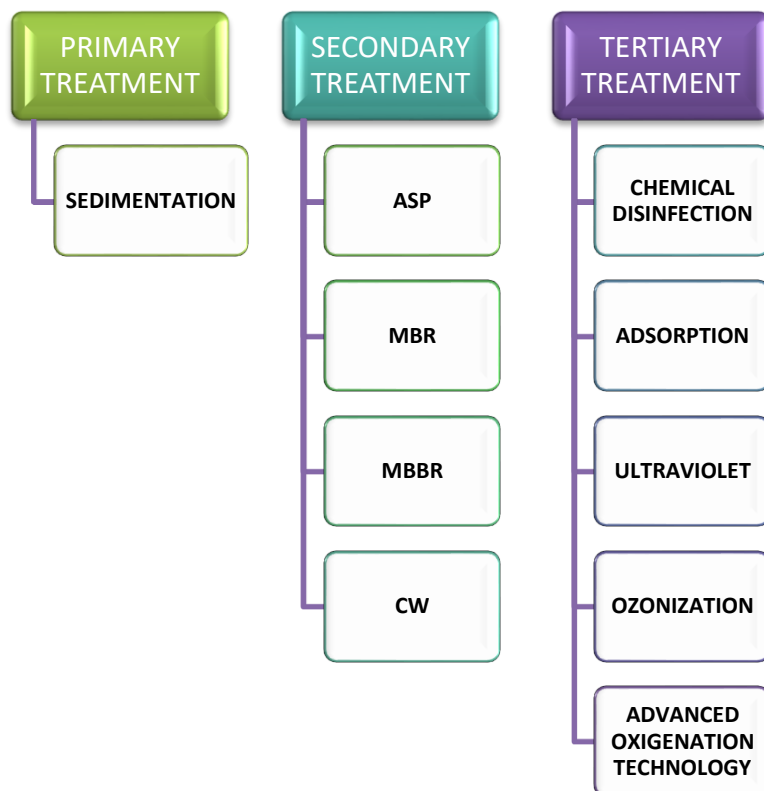 PRIMARY
TREATMENT
SEDIMENTATION
SECONDARY
TREATMENT
ASP
MBR
MBBR
CW
TERTIARY
TREATMENT
CHEMICAL
DISINFECTION
ADSORPTION
ULTRAVIOLET
OZONIZATION
ADVANCED
OXIGENATION
TECHNOLOGY